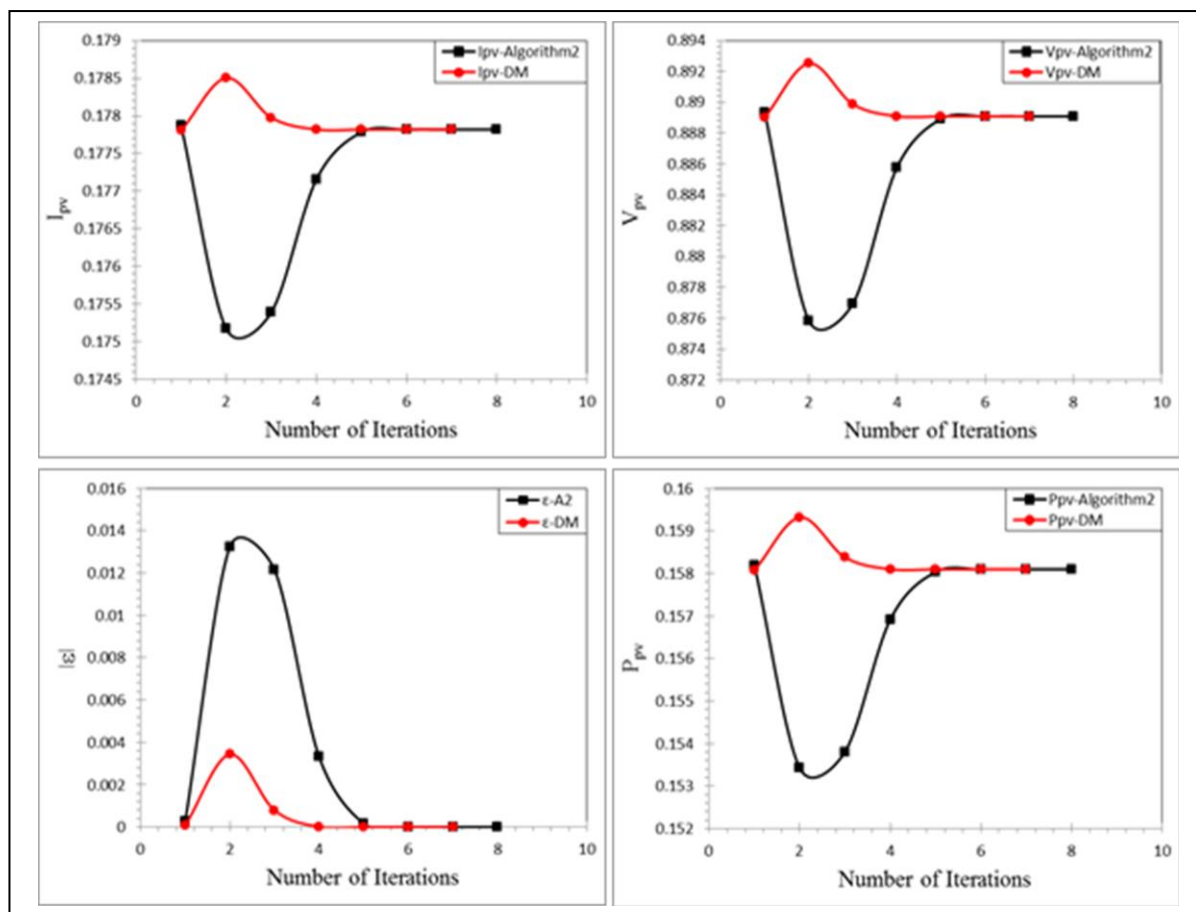 0.179
0.1785
0.178
0.1775
0.177
0.1765
0.176
0.1755
0.175
0.1745
Ipv
Ipv-Algorithm2
Ipv-DM
0 2 4 6 8 10
Number of Iterations
0.894
0.892
0.89
0.888
0.886
0.884
0.882
0.88
0.878
0.876
0.874
0.872
Vpv
Vpv-Algorithm2
Vpv-DM
0 2 4 6 8 10
Number of Iterations
0.016
0.014
0.012
0.01
0.008
0.006
0.004
0.002
0
|ε|
ε-A2
ε-DM
0 2 4 6 8 10
Number of Iterations
0.16
0.159
0.158
0.157
0.156
0.155
0.154
0.153
0.152
Ppv
Ppv-Algorithm2
Ppv-DM
0 2 4 6 8 10
Number of Iterations